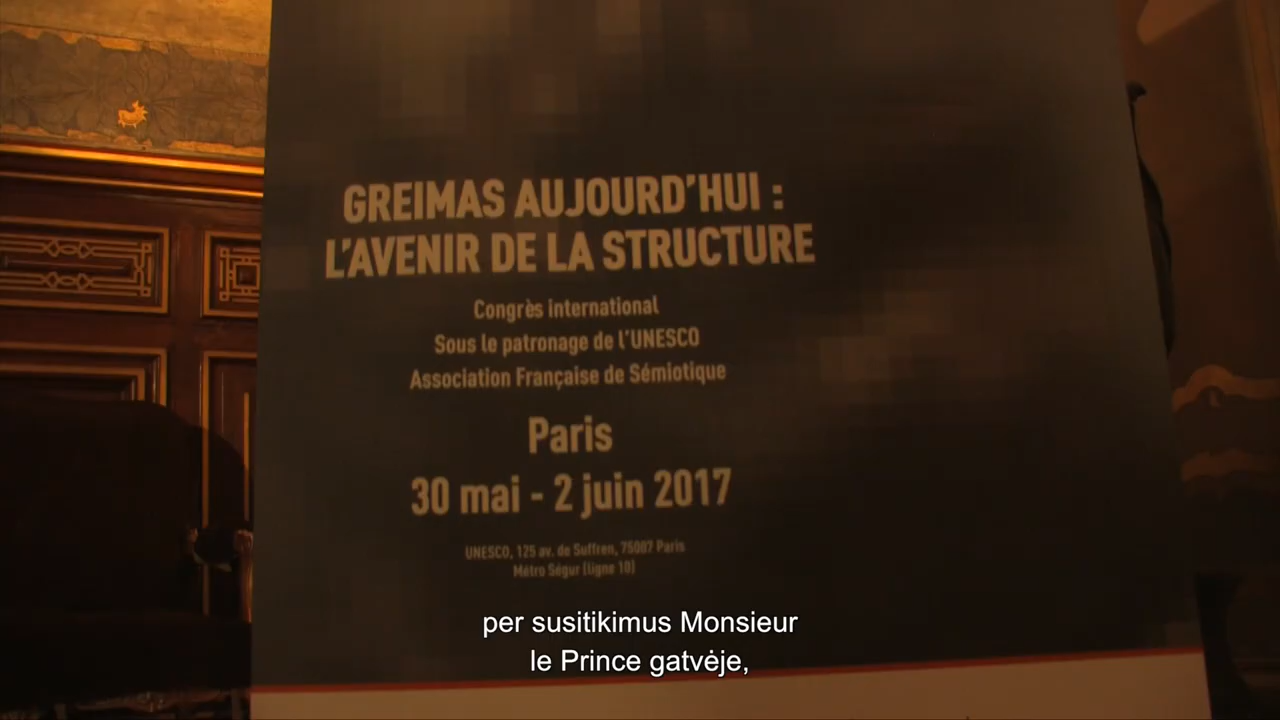 GREIMAS AUJOURD'HUI :
L'AVENIR DE LA STRUCTURE
Congrès international
Sous le patronage de l'UNESCO
Association Française de Sémiotique
Paris
30 mai - 2 juin 2017
UNESCO, 125 av. de Suffren, 75007 Paris
Métro Ségur (ligne 10)
per susitikimus Monsieur
le Prince gatvėje,